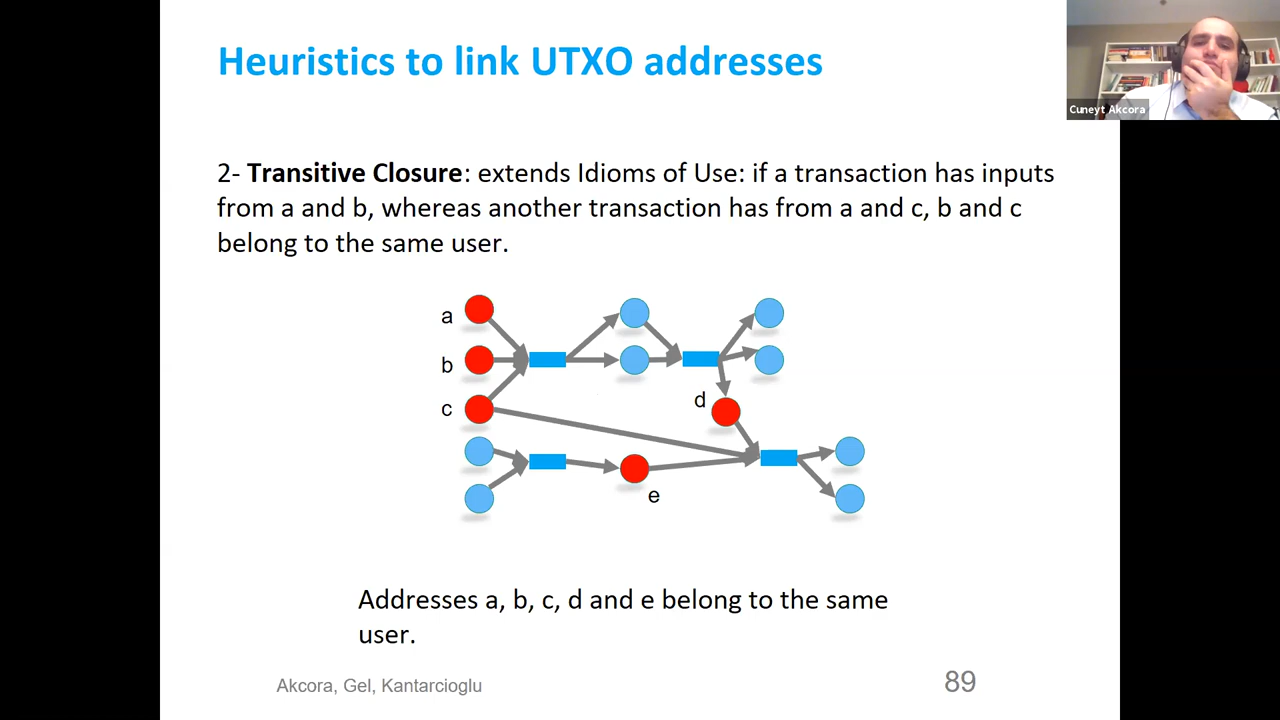 Heuristics to link UTXO addresses
Cuneyt Akcora
2- Transitive Closure: extends Idioms of Use: if a transaction has inputs
from a and b, whereas another transaction has from a and c, b and c
belong to the same user.
a
b
c
d
e
Addresses a, b, c, d and e belong to the same
user.
Akcora, Gel, Kantarcioglu
89